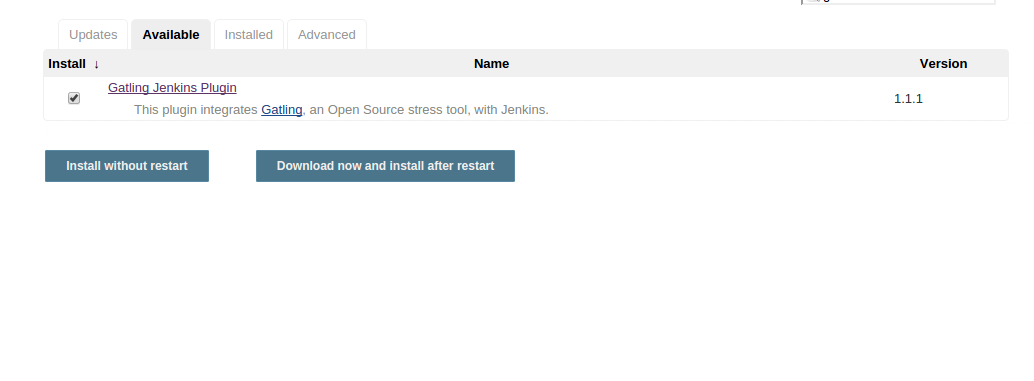 Updates Available Installed Advanced
Install ↓ Name Version
Gatling Jenkins Plugin
This plugin integrates Gatling, an Open Source stress tool, with Jenkins.
1.1.1
Install without restart Download now and install after restart